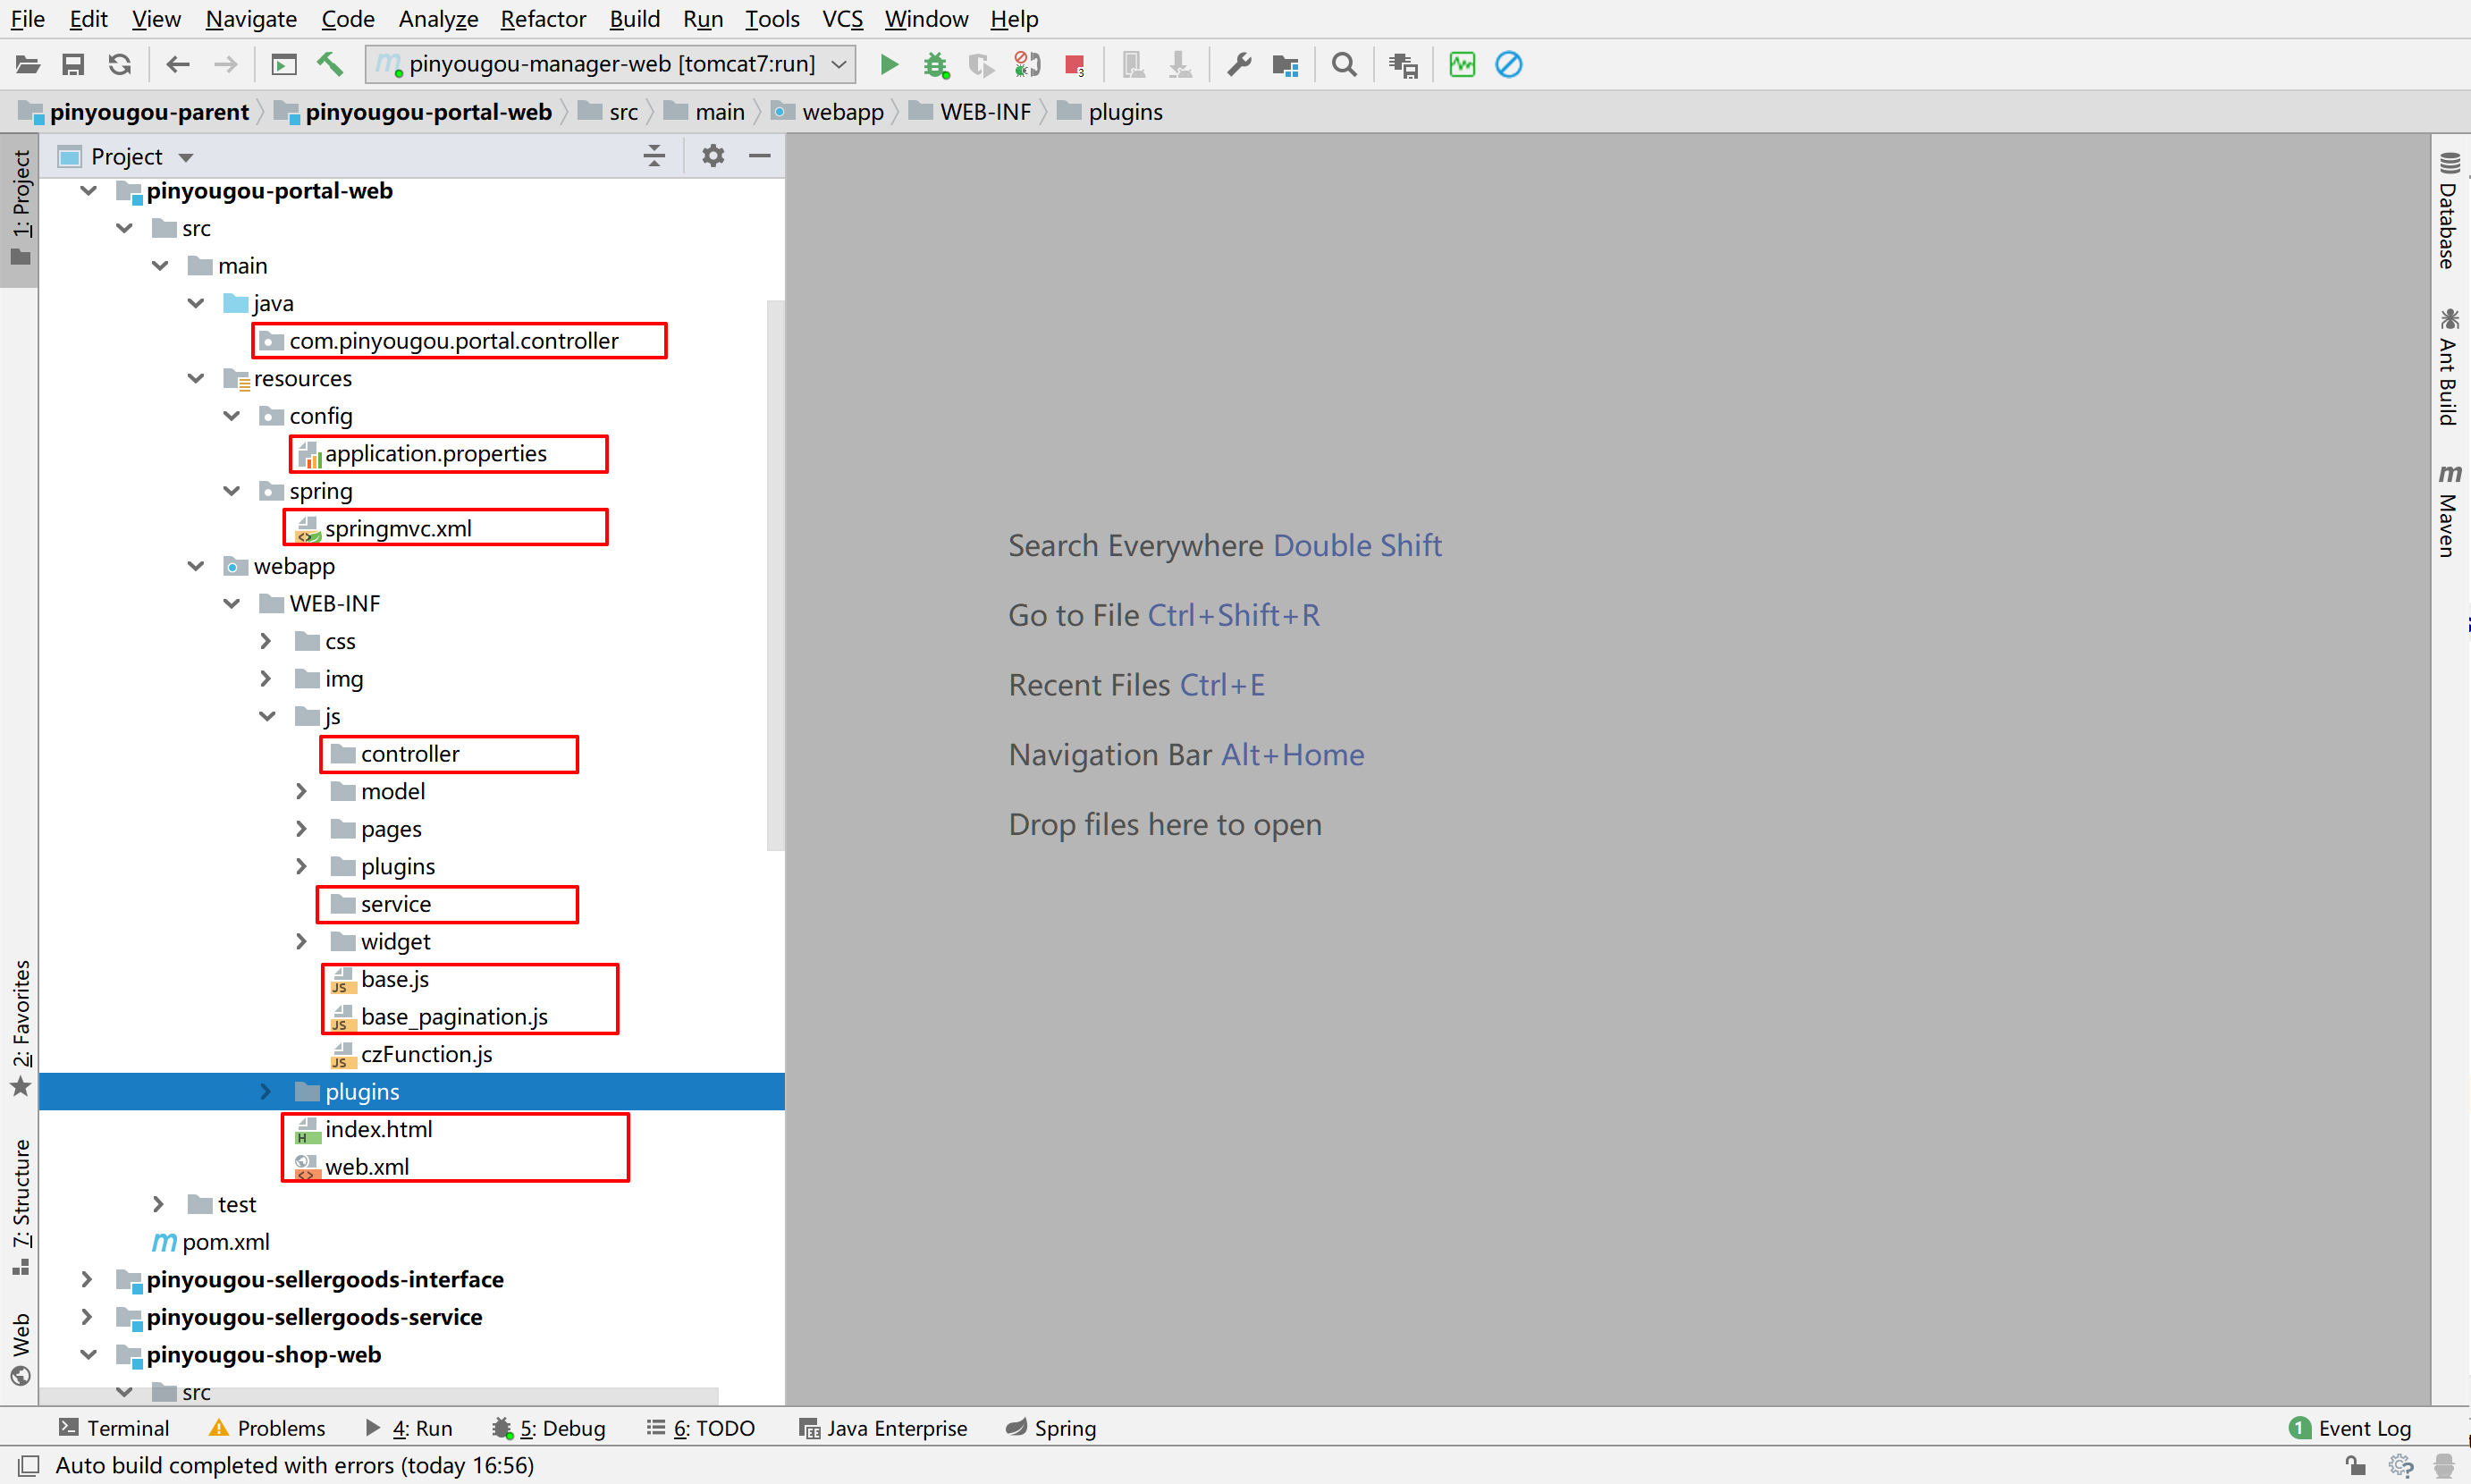 File Edit View Navigate Code Analyze Refactor Build Run Tools VCS Window Help
pinyougou-manager-web [tomcat7:run]
3
pinyougou-parent pinyougou-portal-web src main webapp WEB-INF plugins
1: Project
Project
pinyougou-portal-web
src
main
java
com.pinyougou.portal.controller
resources
config
application.properties
spring
springmvc.xml
webapp
WEB-INF
css
img
js
controller
model
pages
plugins
service
widget
base.js
base_pagination.js
czFunction.js
plugins
index.html
web.xml
test
pom.xml
pinyougou-sellergoods-interface
pinyougou-sellergoods-service
pinyougou-shop-web
src
2: Favorites
7: Structure
Web
Search Everywhere Double Shift
Go to File Ctrl+Shift+R
Recent Files Ctrl+E
Navigation Bar Alt+Home
Drop files here to open
Database
Ant Build
Maven
Terminal Problems 4: Run 5: Debug 6: TODO Java Enterprise Spring 1 Event Log
Auto build completed with errors (today 16:56)